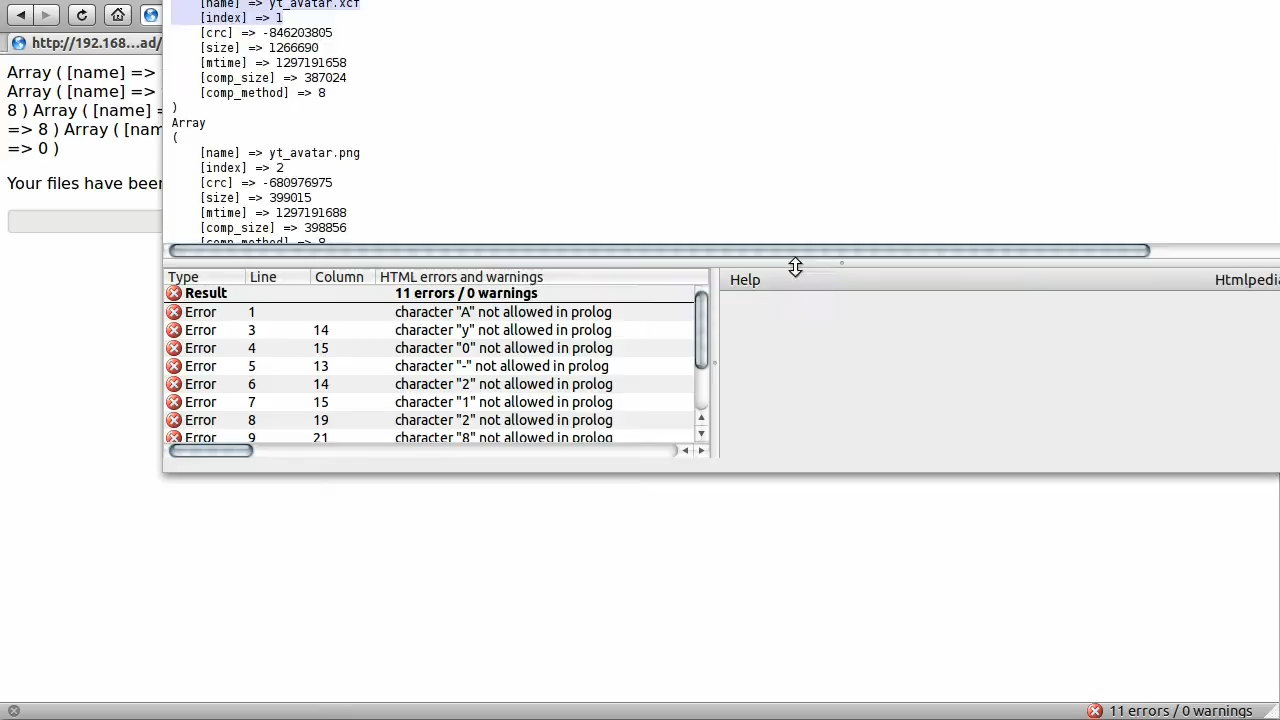 http://192.168...ad/
Array ( [name] =>
Array ( [name] =>
8 ) Array ( [name] =
=> 8 ) Array ( [nam
=> 0 )
Your files have been
[name] => yt_avatar.xcf
[index] => 1
[crc] => -846203805
[size] => 1266690
[mtime] => 1297191658
[comp_size] => 387024
[comp_method] => 8
)
Array
(
[name] => yt_avatar.png
[index] => 2
[crc] => -680976975
[size] => 399015
[mtime] => 1297191688
[comp_size] => 398856
[comp_method] => 8
Type Line Column HTML errors and warnings
Result 11 errors / 0 warnings
Error 1 character "A" not allowed in prolog
Error 3 14 character "y" not allowed in prolog
Error 4 15 character "0" not allowed in prolog
Error 5 13 character "-" not allowed in prolog
Error 6 14 character "2" not allowed in prolog
Error 7 15 character "1" not allowed in prolog
Error 8 19 character "2" not allowed in prolog
Error 9 21 character "8" not allowed in prolog
Help Htmlpedia
11 errors / 0 warnings